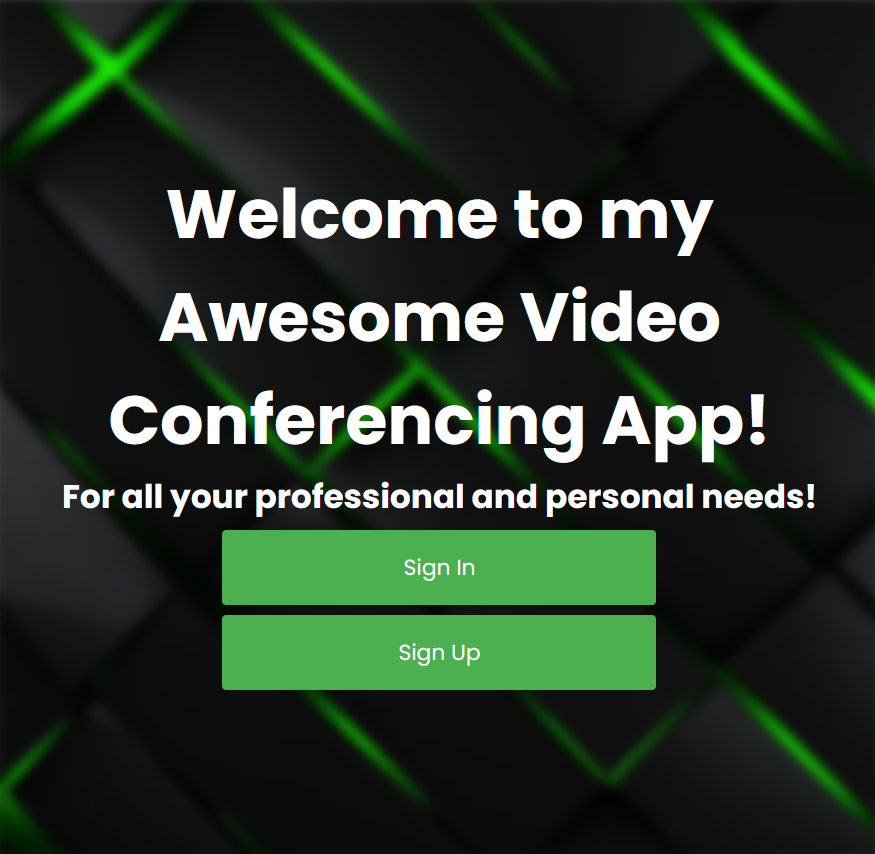 Welcome to my
Awesome Video
Conferencing App!
For all your professional and personal needs!
Sign In
Sign Up